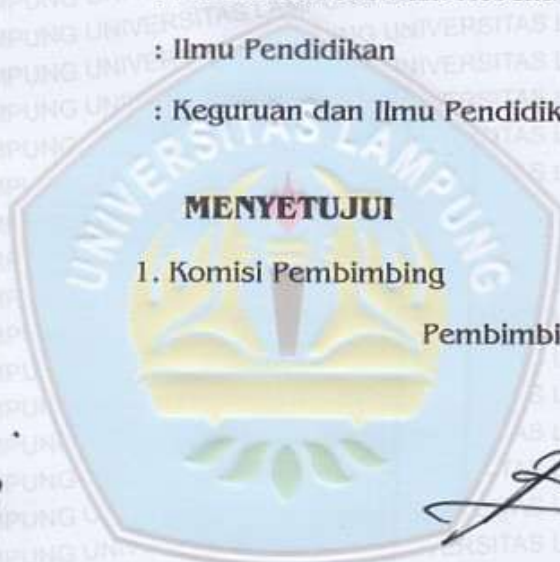 : Ilmu Pendidikan
: Keguruan dan Ilmu Pendidik
MENYETUJUI
1. Komisi Pembimbing
Pembimbi
UNIVERSITAS LAMPUNG